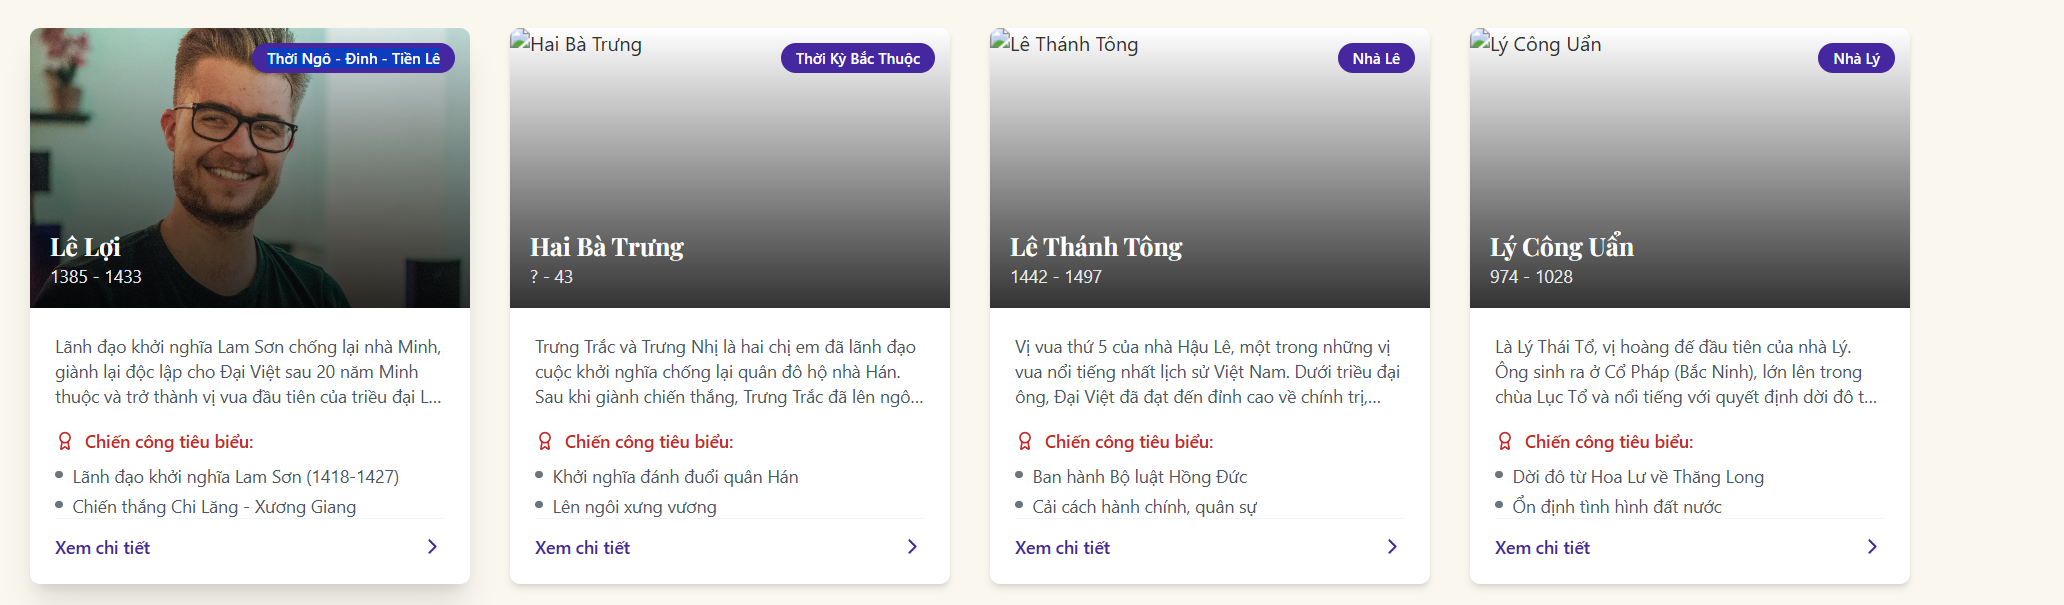 Thời Ngô - Đinh - Tiền Lê
Lê Lợi
1385 - 1433
Lãnh đạo khởi nghĩa Lam Sơn chống lại nhà Minh,
giành lại độc lập cho Đại Việt sau 20 năm Minh
thuộc và trở thành vị vua đầu tiên của triều đại L...
Chiến công tiêu biểu:
Lãnh đạo khởi nghĩa Lam Sơn (1418-1427)
Chiến thắng Chi Lăng - Xương Giang
Xem chi tiết
Hai Bà Trưng
Thời Kỳ Bắc Thuộc
Hai Bà Trưng
? - 43
Trưng Trắc và Trưng Nhị là hai chị em đã lãnh đạo
cuộc khởi nghĩa chống lại quân đô hộ nhà Hán.
Sau khi giành chiến thắng, Trưng Trắc đã lên ngô...
Chiến công tiêu biểu:
Khởi nghĩa đánh đuổi quân Hán
Lên ngôi xưng vương
Xem chi tiết
Lê Thánh Tông
Nhà Lê
Lê Thánh Tông
1442 - 1497
Vị vua thứ 5 của nhà Hậu Lê, một trong những vị
vua nổi tiếng nhất lịch sử Việt Nam. Dưới triều đại
ông, Đại Việt đã đạt đến đỉnh cao về chính trị,...
Chiến công tiêu biểu:
Ban hành Bộ luật Hồng Đức
Cải cách hành chính, quân sự
Xem chi tiết
Lý Công Uẩn
Nhà Lý
Lý Công Uẩn
974 - 1028
Là Lý Thái Tổ, vị hoàng đế đầu tiên của nhà Lý.
Ông sinh ra ở Cổ Pháp (Bắc Ninh), lớn lên trong
chùa Lục Tổ và nổi tiếng với quyết định dời đô t...
Chiến công tiêu biểu:
Dời đô từ Hoa Lư về Thăng Long
Ổn định tình hình đất nước
Xem chi tiết